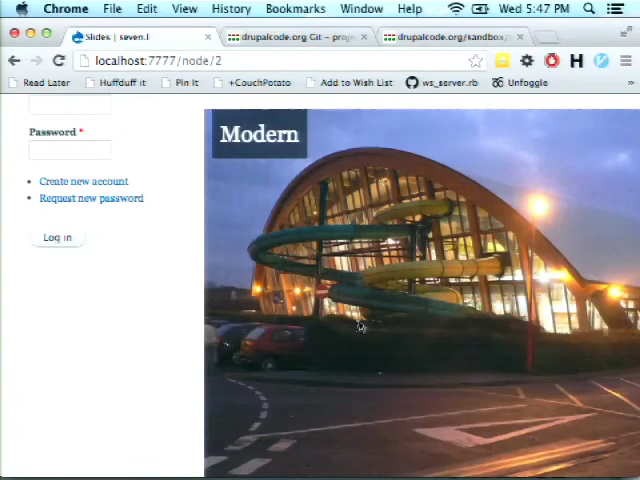 Chrome File Edit View History Bookmarks Window Help Wed 5:47 PM
Slides | seven.l drupalcode.org Git - proje drupalcode.org/sandbox/
localhost:7777/node/2
Read Later Huffduff it Pin It +CouchPotato Add to Wish List ws_server.rb Unfoggle »
Modern
Password *
Create new account
Request new password
Log in